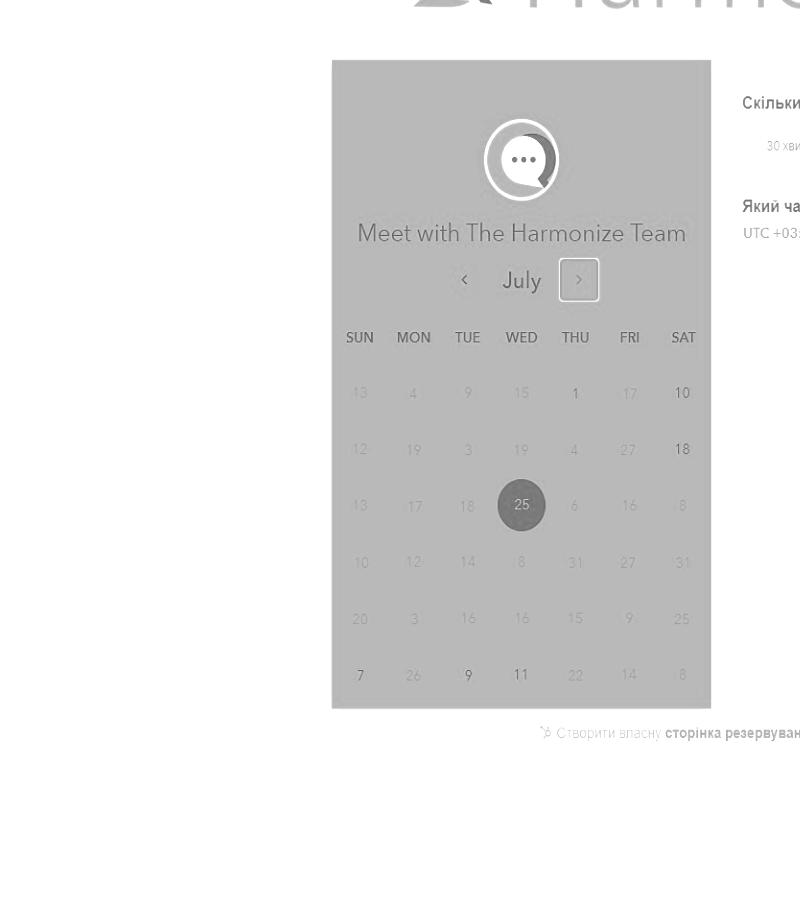 Meet with The Harmonize Team
July
SUN MON TUE WED THU FRI SAT
13 4 9 15 1 17 10
12 19 3 19 4 27 18
13 17 18 25 6 16 8
10 12 14 8 31 27 31
20 3 16 16 15 9 25
7 26 9 11 22 14 8
Скільки
30 хви
Який ча
UTC +03:
Створити власну сторінка резервуван